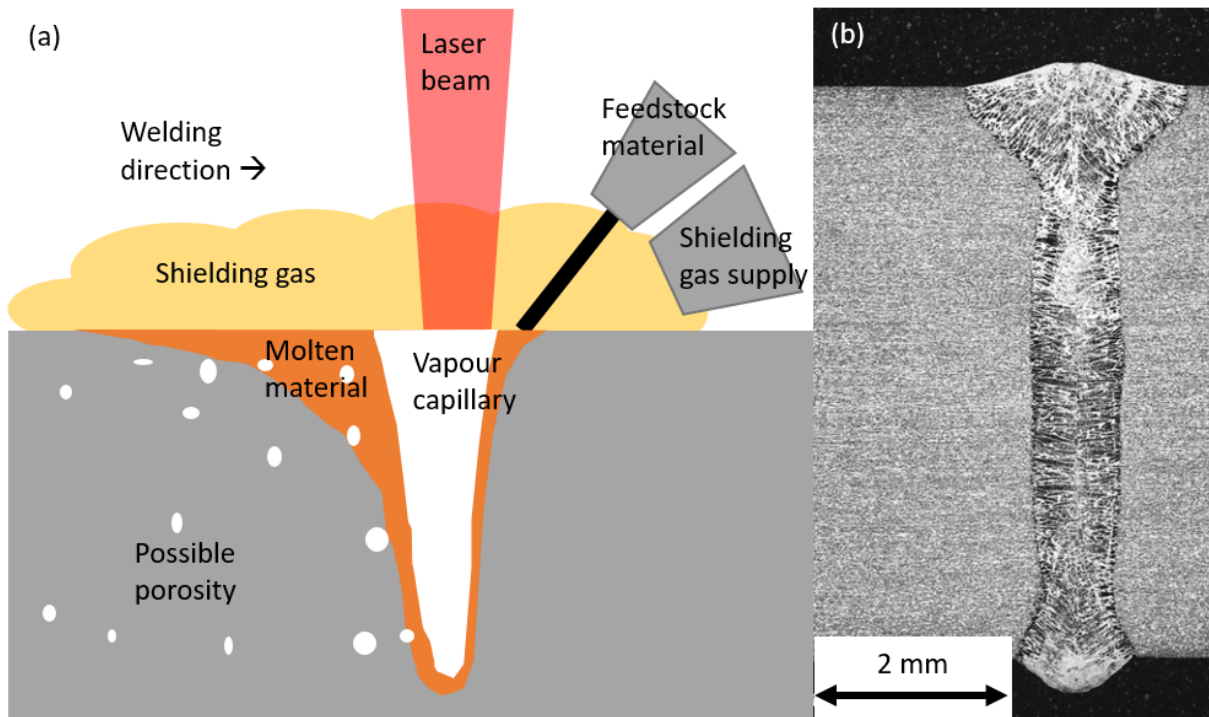 (a)
Laser
beam
Welding
direction →
Feedstock
material
Shielding gas
Shielding
gas supply
Molten
material
Vapour
capillary
Possible
porosity
(b)
2 mm